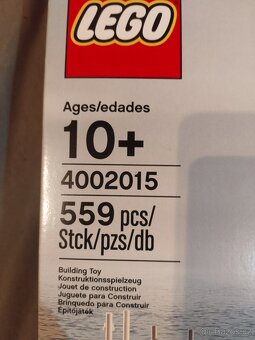 LEGO
Ages/edades
10+
4002015
559 pcs/
Stck/pzs/db
Building Toy
Konstruktionsspielzeug
Jouet de construction
Juguete para Construir
Brinquedo para Construir
Építőjáték